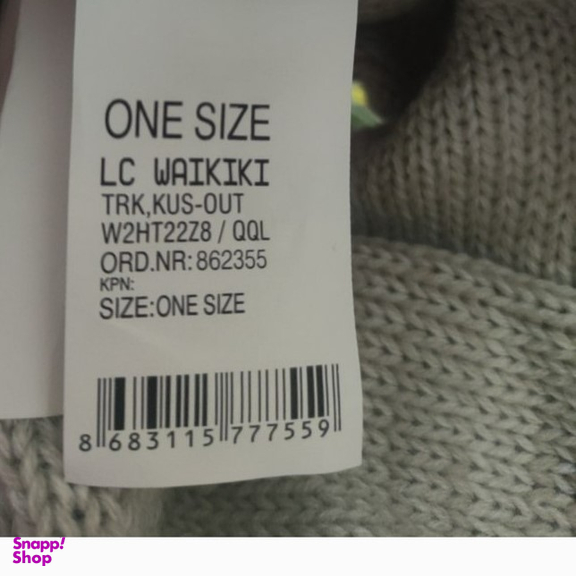 ONE SIZE
LC WAIKIKI
TRK,KUS-OUT
W2HT22Z8 / QQL
ORD.NR:862355
KPN:
SIZE:ONE SIZE
8 683115 777559
Snapp!
Shop